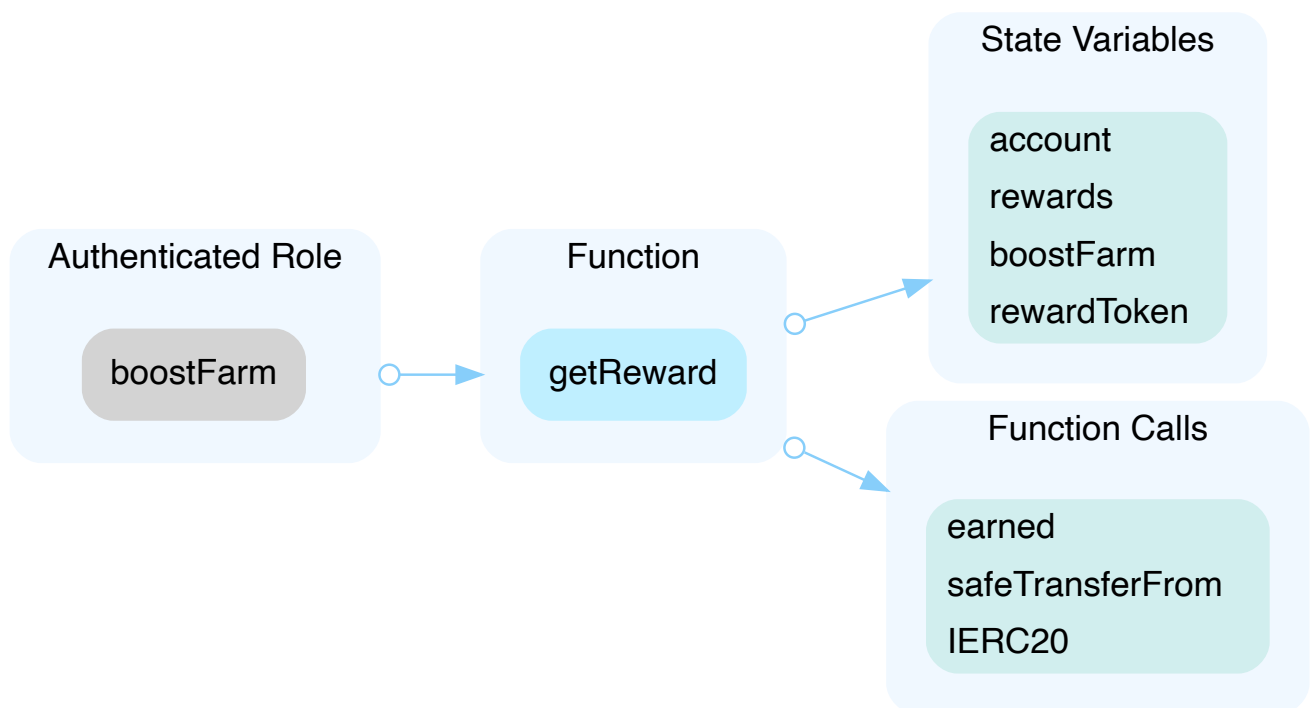 Authenticated Role
boostFarm
Function
getReward
State Variables
account
rewards
boostFarm
rewardToken
Function Calls
earned
safeTransferFrom
IERC20